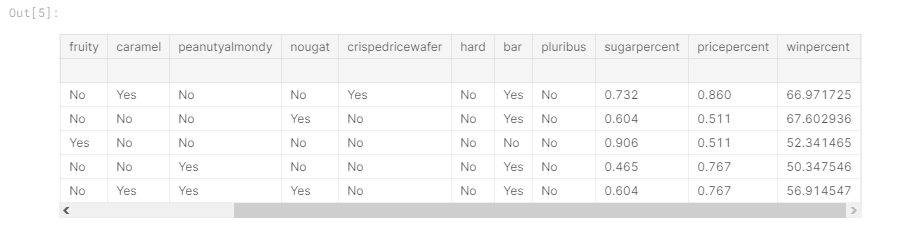 Out[5]:
fruity caramel peanutyalmondy nougat crispedricewafer hard bar pluribus sugarpercent pricepercent winpercent
No Yes No No Yes No Yes No 0.732 0.860 66.971725
No No No Yes No No Yes No 0.604 0.511 67.602936
Yes No No No No No No No 0.906 0.511 52.341465
No No Yes No No No Yes No 0.465 0.767 50.347546
No Yes Yes Yes No No Yes No 0.604 0.767 56.914547